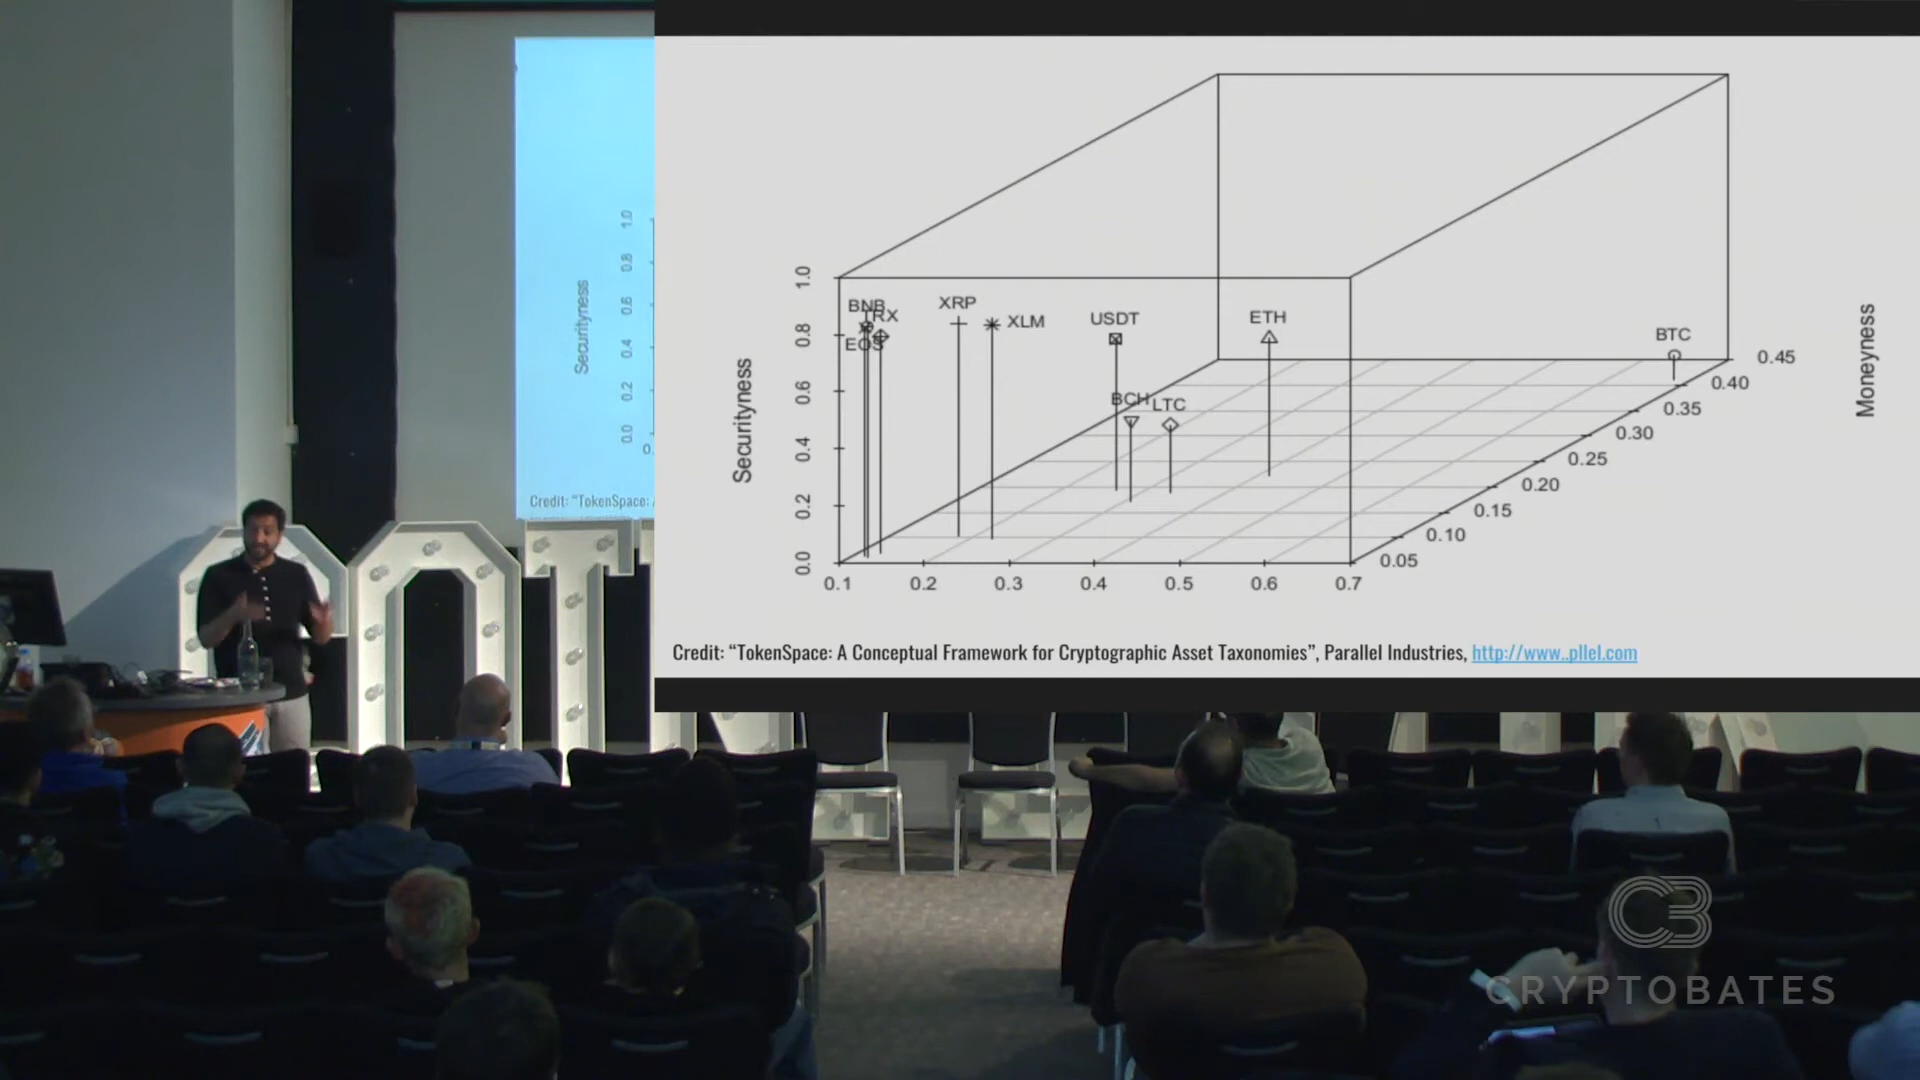 1.0
0.8
0.6
0.4
0.2
0.0
0.
Securityness
Credit: "TokenSpace:
1.0
0.8
0.6
0.4
0.2
0.0
Securityness
BNB
TRX
EOS
XRP
XLM
USDT
BCH
LTC
ETH
BTC
0.1 0.2 0.3 0.4 0.5 0.6 0.7
0.45
0.40
0.35
0.30
0.25
0.20
0.15
0.10
0.05
Moneyness
Credit: “TokenSpace: A Conceptual Framework for Cryptographic Asset Taxonomies”, Parallel Industries, http://www..pllel.com
CB
CRYPTOBATES